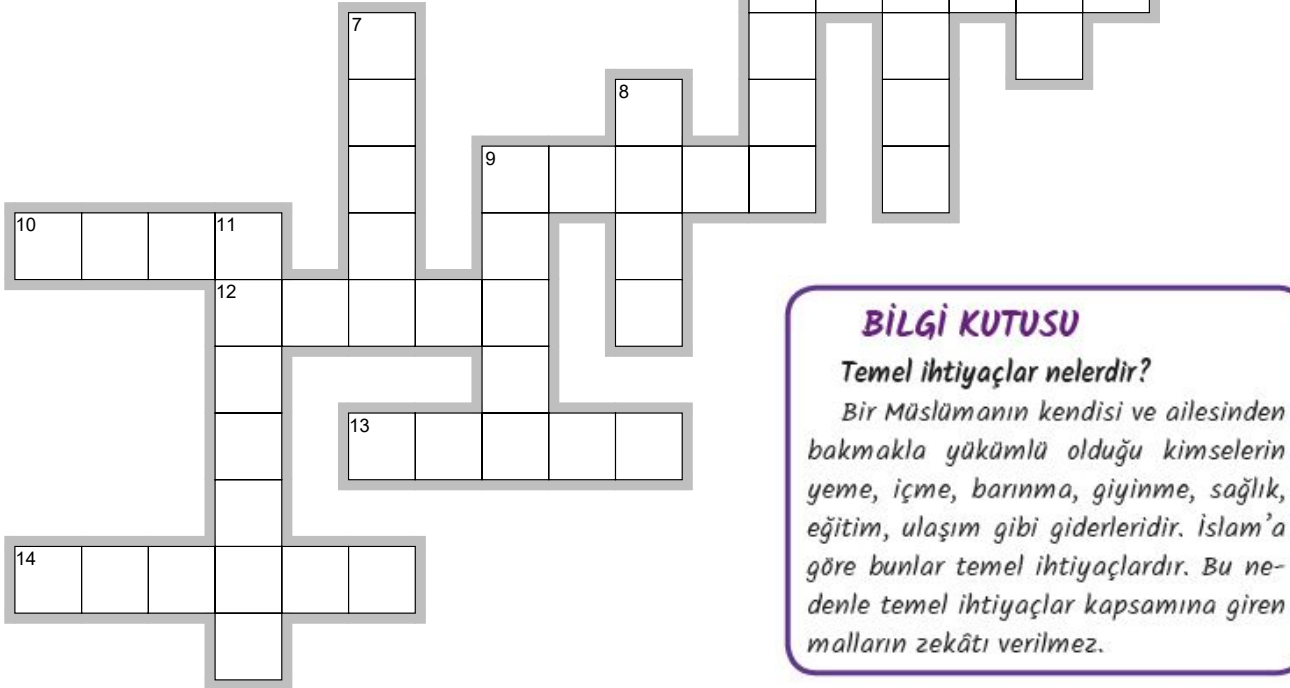 7
8
9
10
11
12
13
14
BİLGİ KUTUSU
Temel ihtiyaçlar nelerdir?
Bir Müslümanın kendisi ve ailesinden
bakmakla yükümlü olduğu kimselerin
yeme, içme, barınma, giyinme, sağlık,
eğitim, ulaşım gibi giderleridir. İslam’a
göre bunlar temel ihtiyaçlardır. Bu ne-
denle temel ihtiyaçlar kapsamına giren
malların zekâtı verilmez.